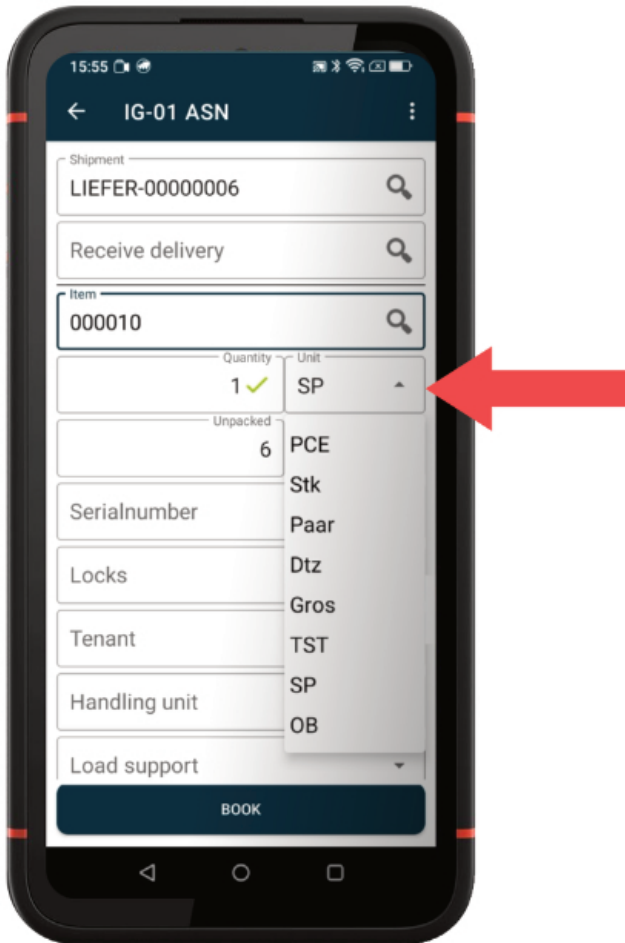 15:55
IG-01 ASN
Shipment
LIEFER-00000006
Receive delivery
Item
000010
Quantity Unit
1 SP
Unpacked
6
PCE
Stk
Serialnumber
Paar
Locks
Dtz
Gros
Tenant
TST
Handling unit
SP
OB
Load support
BOOK